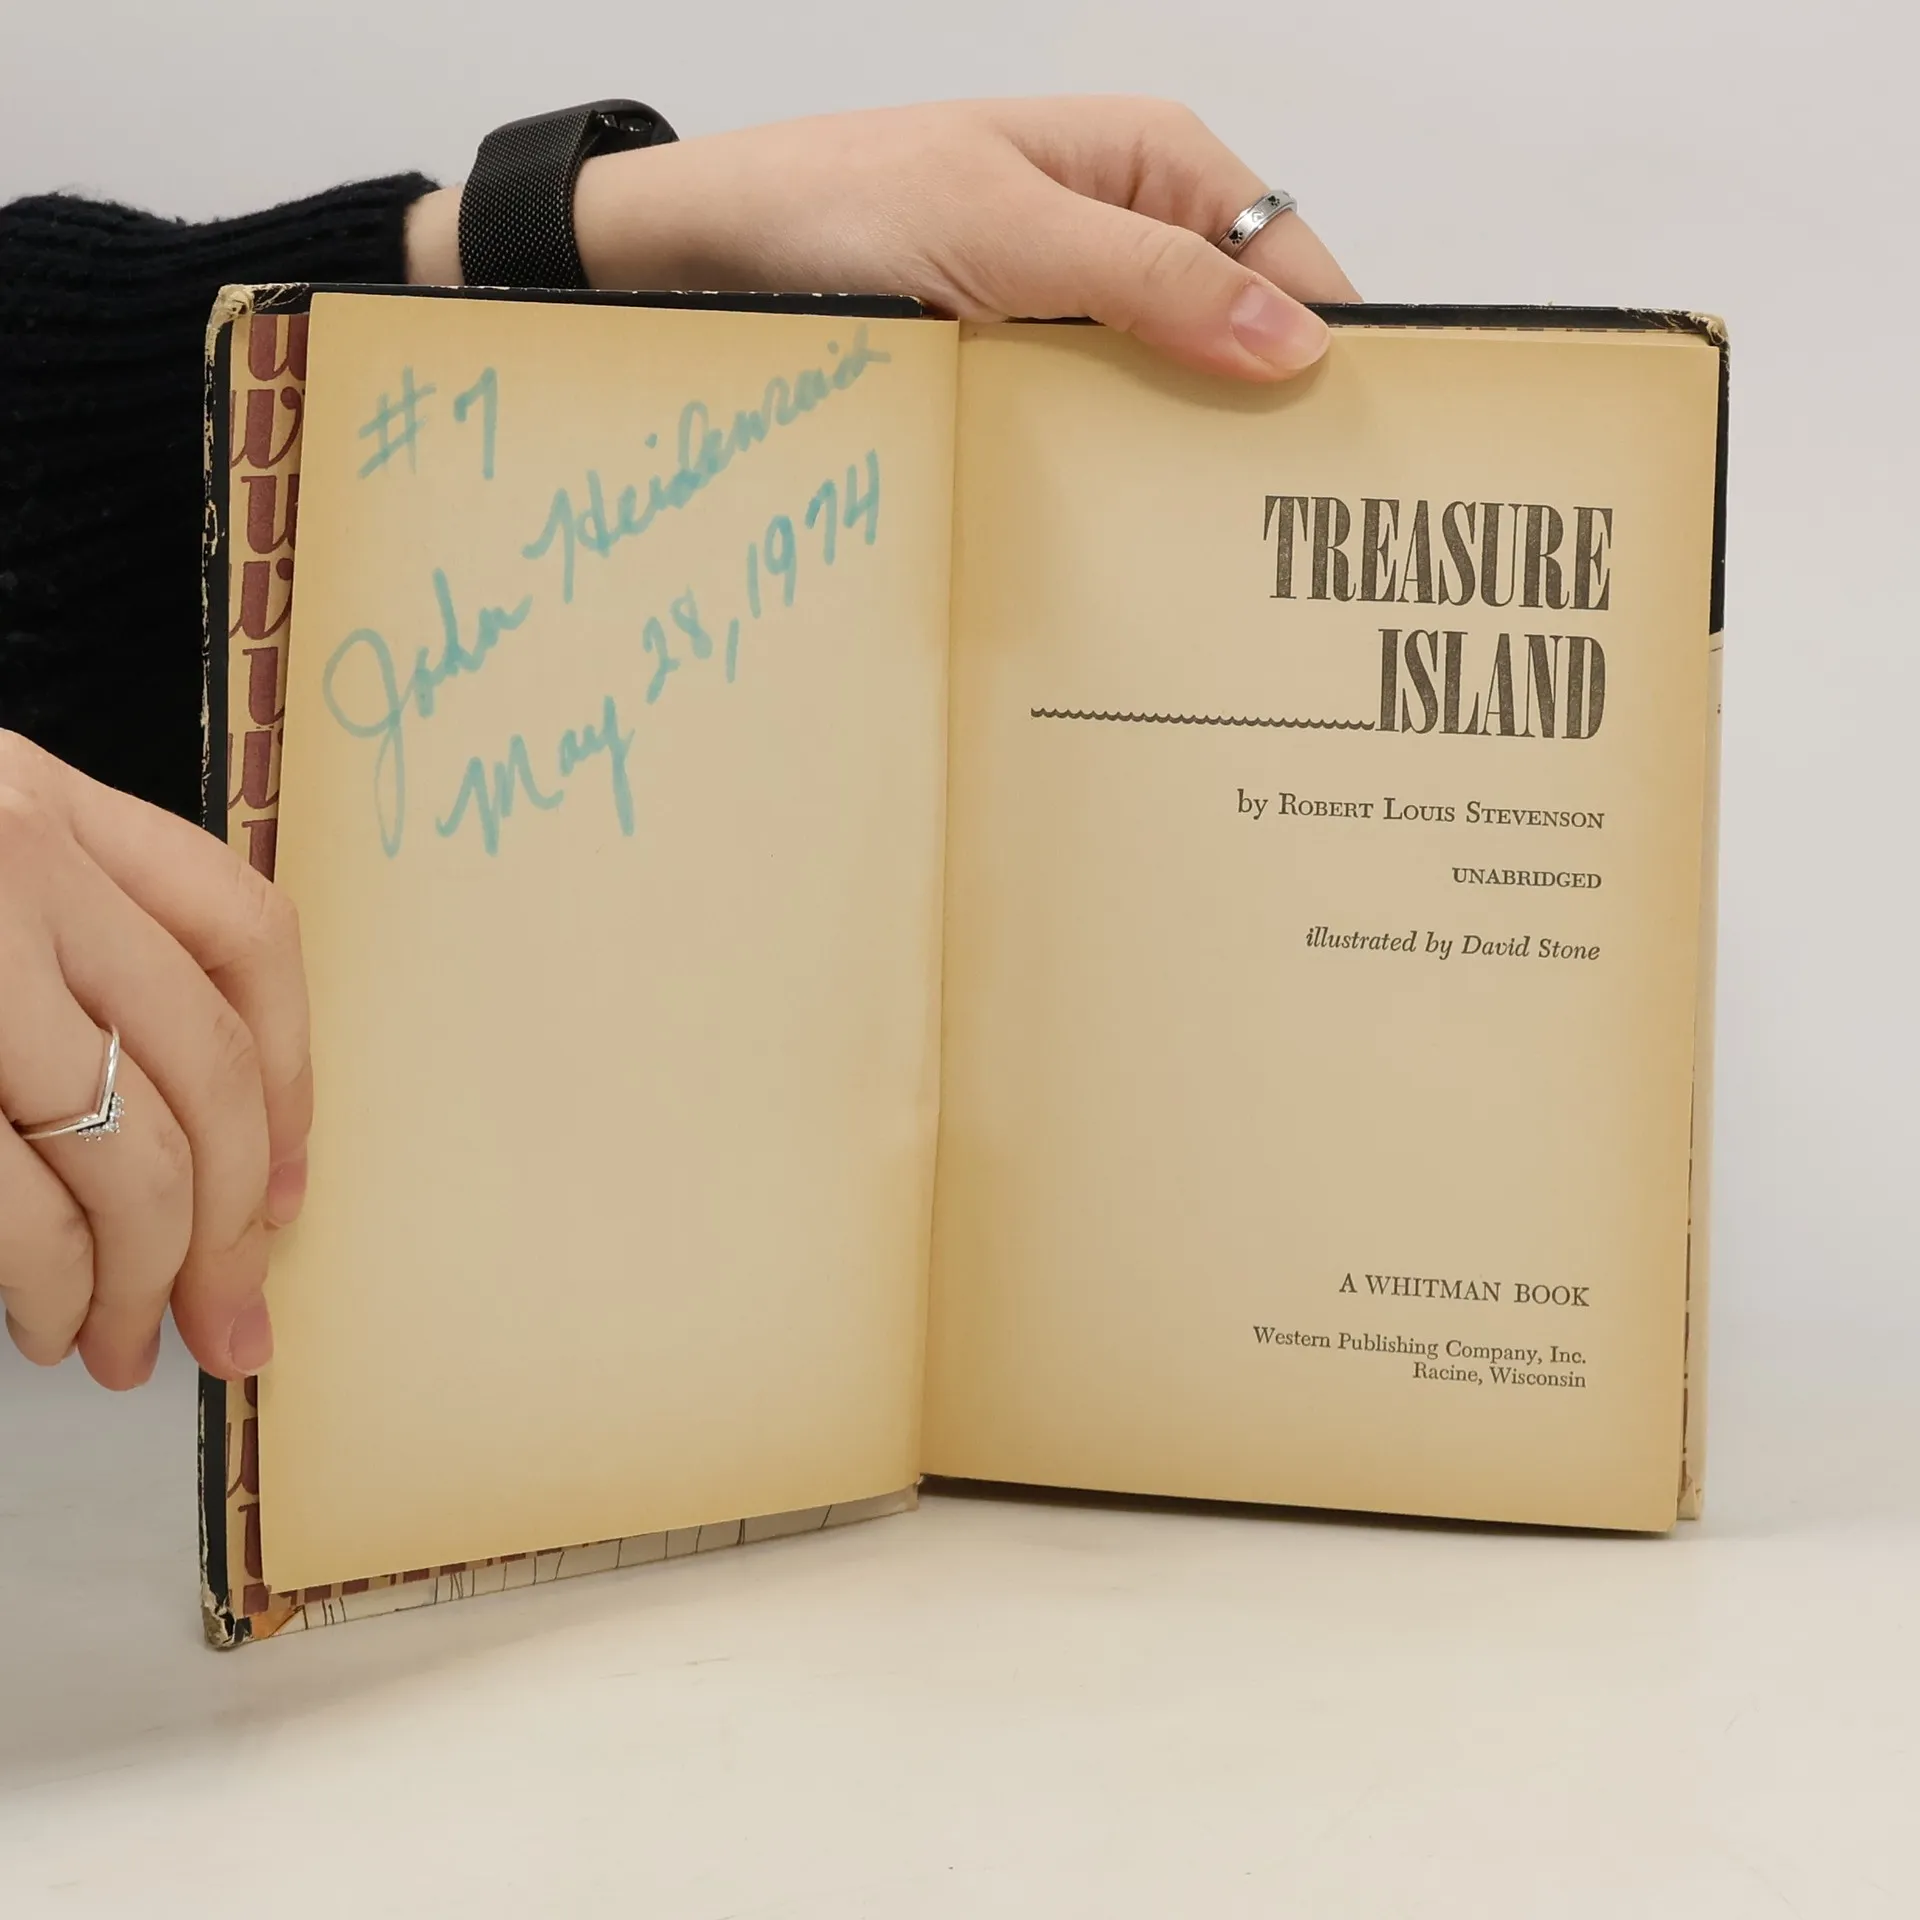 #7
John Heidenraich
May 28, 1974
TREASURE
ISLAND
by ROBERT LOUIS STEVENSON
UNABRIDGED
illustrated by David Stone
A WHITMAN BOOK
Western Publishing Company, Inc.
Racine, Wisconsin